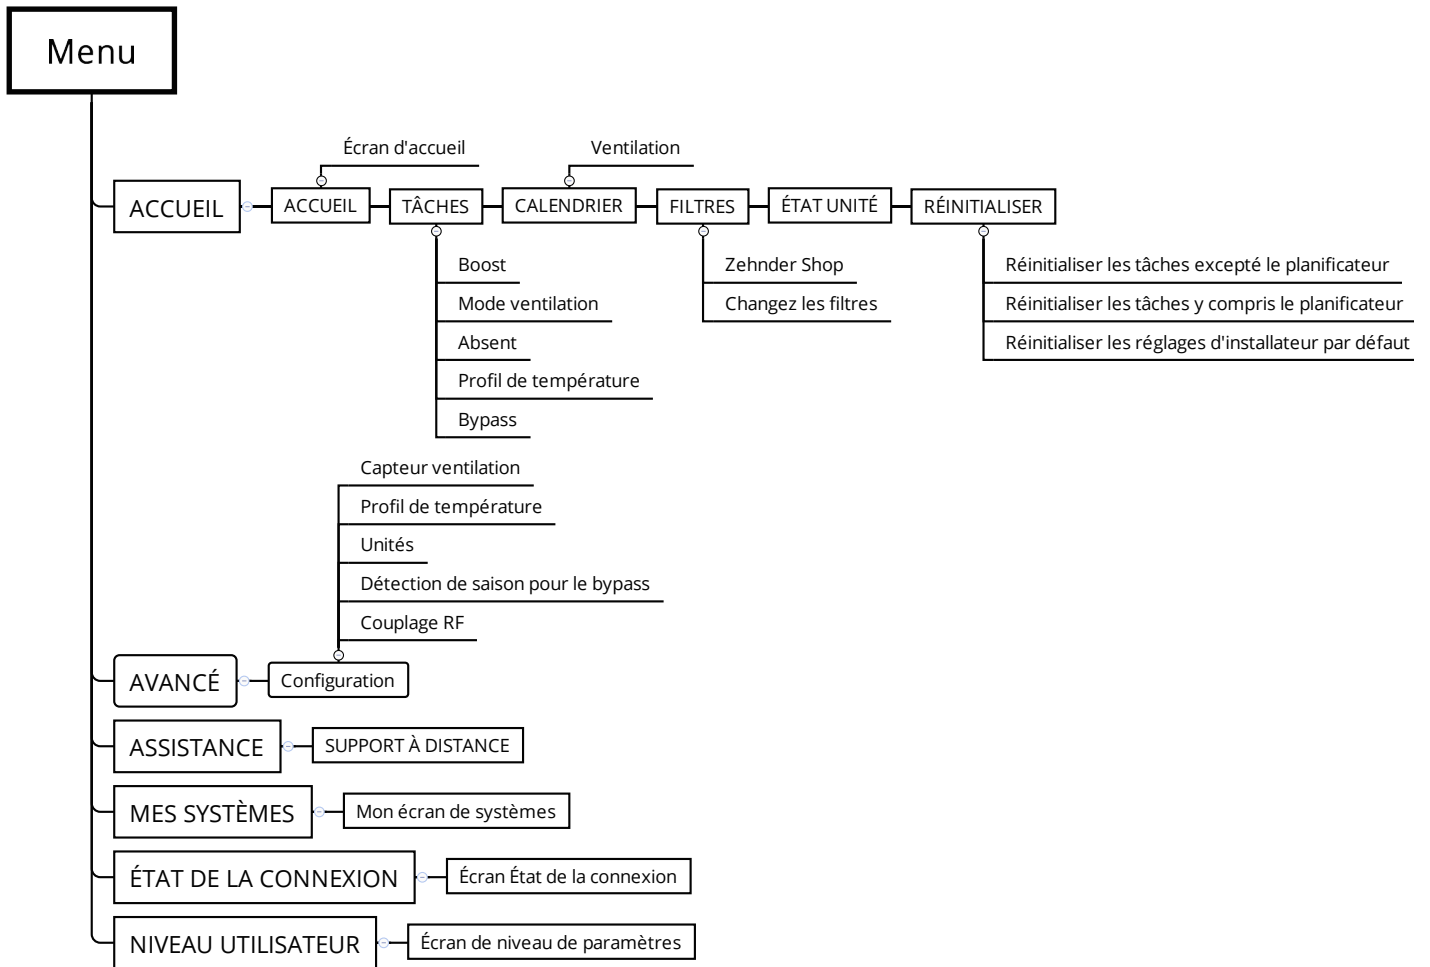 Menu
Écran d'accueil
Ventilation
ACCUEIL
ACCUEIL
TÂCHES
CALENDRIER
FILTRES
ÉTAT UNITÉ
RÉINITIALISER
Boost
Mode ventilation
Absent
Profil de température
Bypass
Zehnder Shop
Changez les filtres
Réinitialiser les tâches excepté le planificateur
Réinitialiser les tâches y compris le planificateur
Réinitialiser les réglages d'installateur par défaut
Capteur ventilation
Profil de température
Unités
Détection de saison pour le bypass
Couplage RF
AVANCÉ
Configuration
ASSISTANCE
SUPPORT À DISTANCE
MES SYSTÈMES
Mon écran de systèmes
ÉTAT DE LA CONNEXION
Écran État de la connexion
NIVEAU UTILISATEUR
Écran de niveau de paramètres